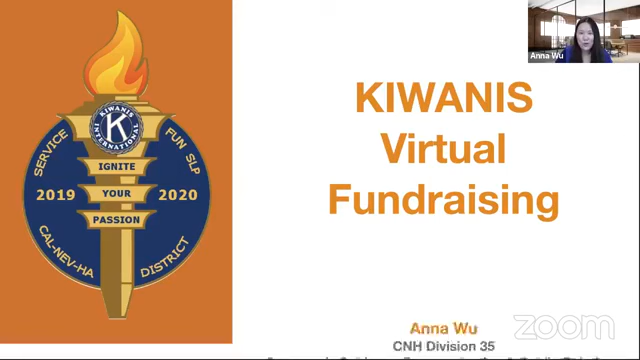 Anna Wu
KIWANIS
Virtual
Fundraising
KIWANIS
INTERNATIONAL
K
SERVICE
FUN SLP
IGNITE
2019
YOUR
2020
PASSION
CAL-NEV-HA
DISTRICT
Anna Wu
CNH Division 35
zoom